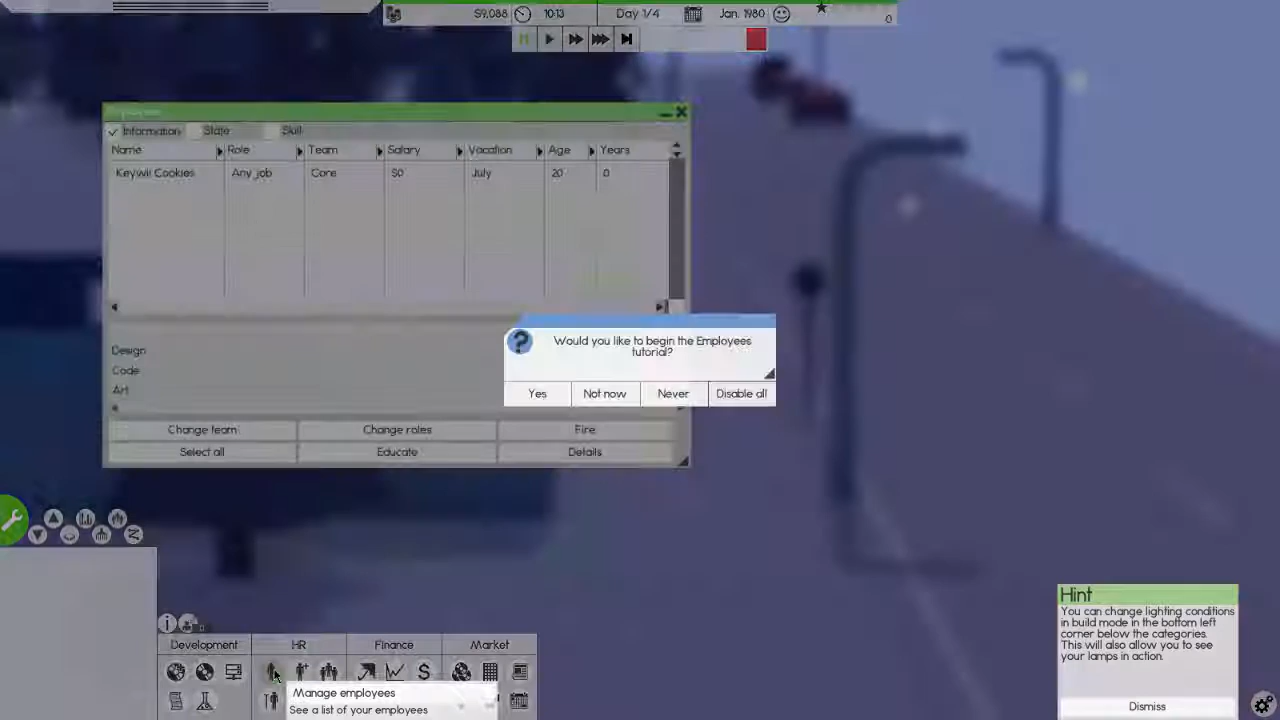 $9,088 10:13 Day 1/4 Jan. 1980 0
Employees
Information State Skill
Name Role Team Salary Vacation Age Years
Keywii Cookies Any job Core $0 July 20 0
Would you like to begin the Employees
tutorial?
Yes Not now Never Disable all
Design
Code
Art
Change team Change roles Fire
Select all Educate Details
Hint
You can change lighting conditions
in build mode in the bottom left
corner below the categories.
This will also allow you to see
your lamps in action.
Dismiss
Development HR Finance Market
Manage employees
See a list of your employees